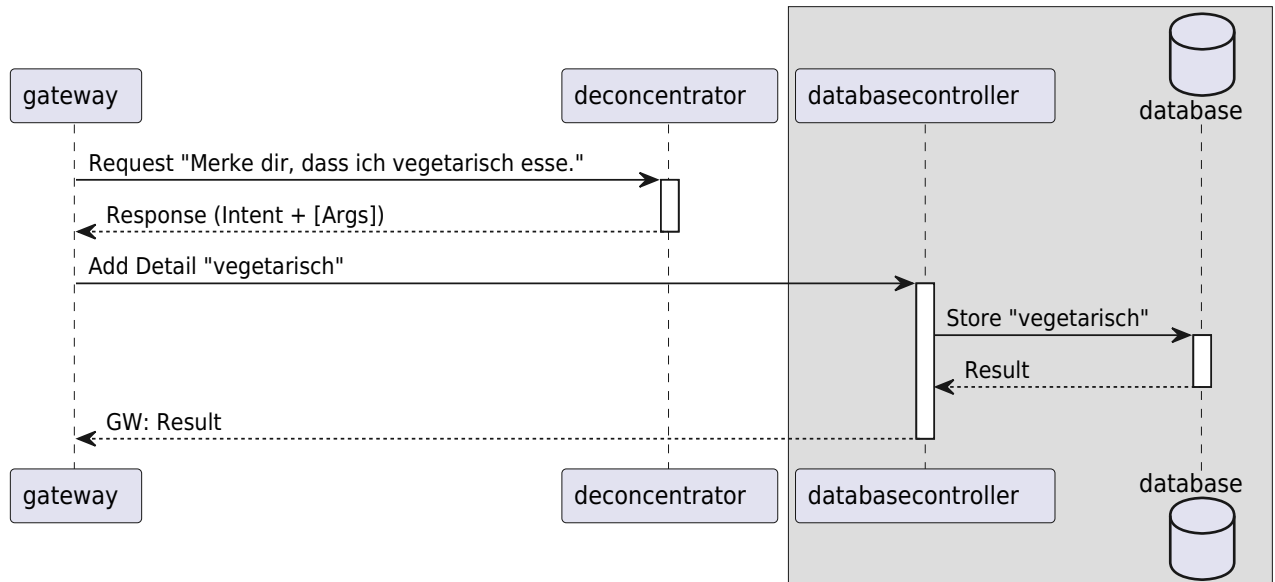 gateway
deconcentrator
databasecontroller
database
Request "Merke dir, dass ich vegetarisch esse."
Response (Intent + [Args])
Add Detail "vegetarisch"
Store "vegetarisch"
Result
GW: Result
gateway
deconcentrator
databasecontroller
database